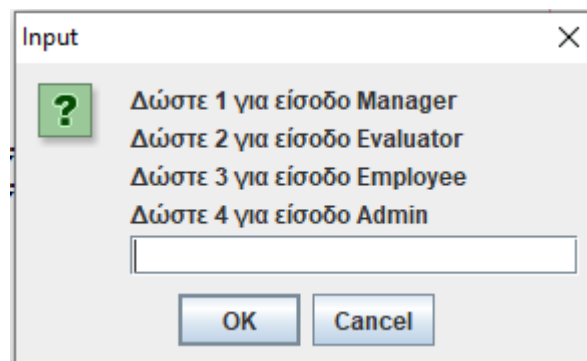 Input
Δώστε 1 για είσοδο Manager
Δώστε 2 για είσοδο Evaluator
Δώστε 3 για είσοδο Employee
Δώστε 4 για είσοδο Admin
OK Cancel